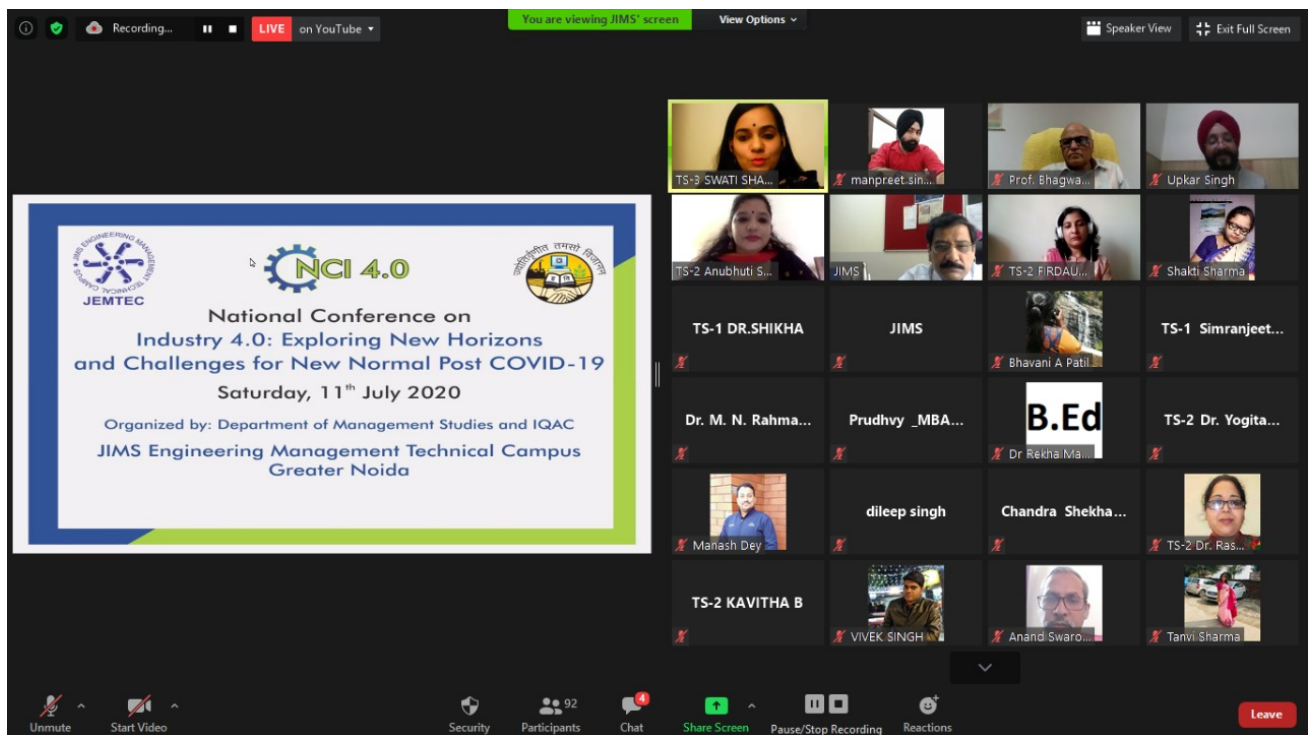 Recording...
LIVE on YouTube
You are viewing JIMS' screen
View Options
Speaker View
Exit Full Screen
JIMS ENGINEERING MANAGEMENT TECHNICAL CAMPUS
JEMTEC
NCI 4.0
National Conference on
Industry 4.0: Exploring New Horizons
and Challenges for New Normal Post COVID-19
Saturday, 11th July 2020
Organized by: Department of Management Studies and IQAC
JIMS Engineering Management Technical Campus
Greater Noida
TS-3 SWATI SHA...
manpreet sin...
Prof. Bhagwa...
Upkar Singh
TS-2 Anubhuti S...
JIMS
TS-2 FIRDAU...
Shakti Sharma
TS-1 DR.SHIKHA
JIMS
Bhavani A Patil
TS-1 Simranjeet...
Dr. M. N. Rahma...
Prudhvy _MBA...
B.Ed
Dr Rekha Ma...
TS-2 Dr. Yogita...
Manash Dey
dileep singh
Chandra Shekha...
TS-2 Dr. Ras...
TS-2 KAVITHA B
VIVEK SINGH
Anand Swaro...
Tanvi Sharma
Unmute
Start Video
Security
92
Participants
4
Chat
Share Screen
Pause/Stop Recording
Reactions
Leave